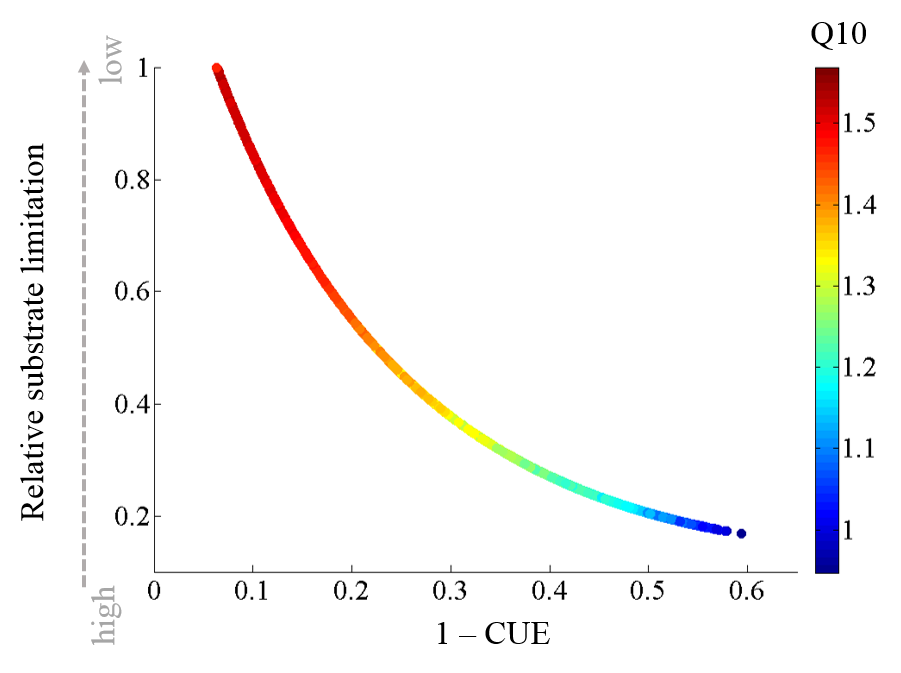 Q10
low
high
Relative substrate limitation
1
0.8
0.6
0.4
0.2
0 0.1 0.2 0.3 0.4 0.5 0.6
1 – CUE
1.5
1.4
1.3
1.2
1.1
1